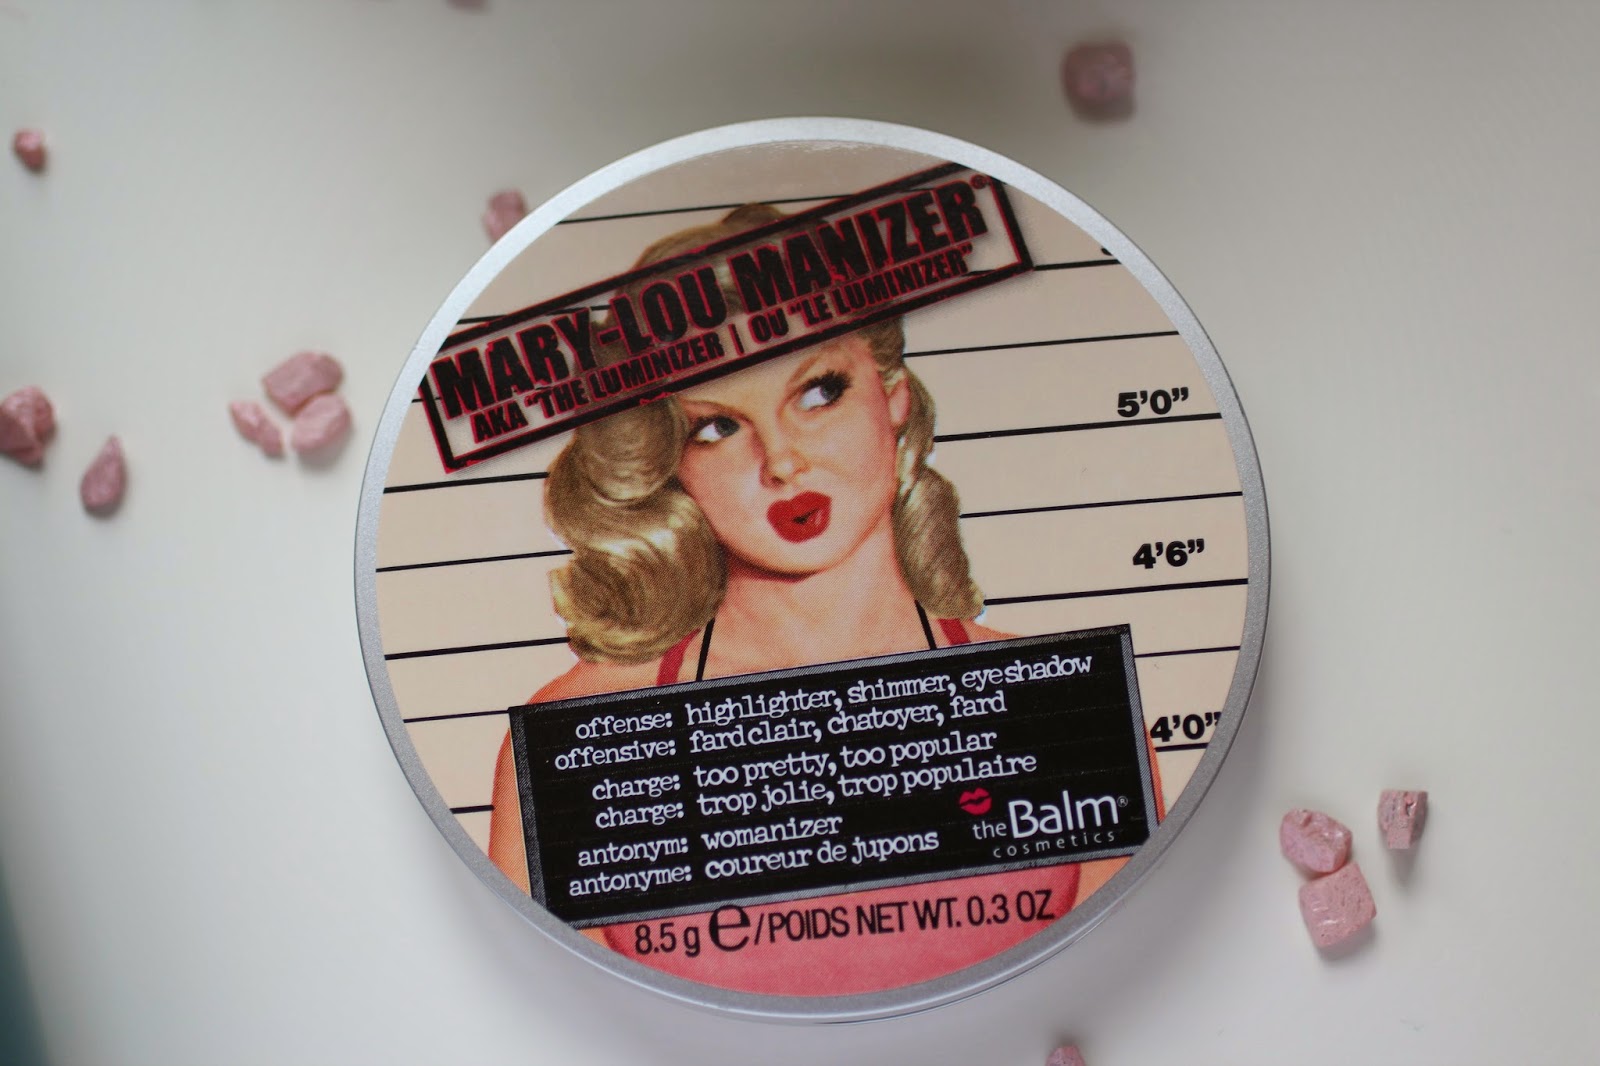 MARY-LOU MANIZER®
AKA "THE LUMINIZER | OU "LE LUMINIZER"
5'0"
4'6"
4'0"
offense: highlighter, shimmer, eyeshadow
offensive: fard clair, chatoyer, fard
charge: too pretty, too popular
charge: trop jolie, trop populaire
antonym: womanizer
antonyme: coureur de jupons
theBalm®
cosmetics
8.5 g ℮/POIDS NET WT. 0.3 OZ